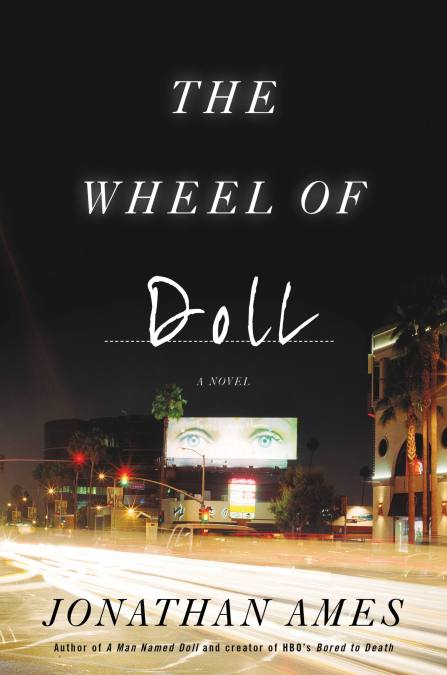 THE
WHEEL OF
Doll
A NOVEL
JONATHAN AMES
Author of A Man Named Doll and creator of HBO's Bored to Death